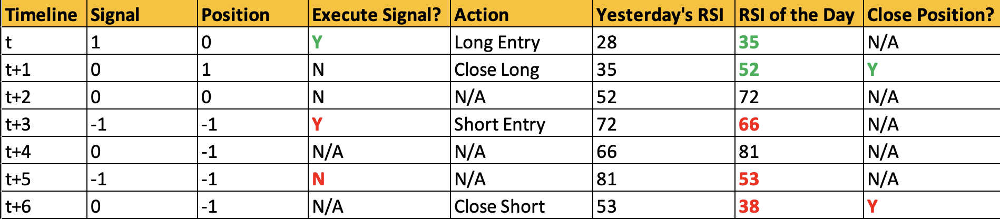 Timeline Signal Position Execute Signal? Action Yesterday's RSI RSI of the Day Close Position?
t 1 0 Y Long Entry 28 35 N/A
t+1 0 1 N Close Long 35 52 Y
t+2 0 0 N N/A 52 72 N/A
t+3 -1 -1 Y Short Entry 72 66 N/A
t+4 0 -1 N/A N/A 66 81 N/A
t+5 -1 -1 N N/A 81 53 N/A
t+6 0 -1 N/A Close Short 53 38 Y